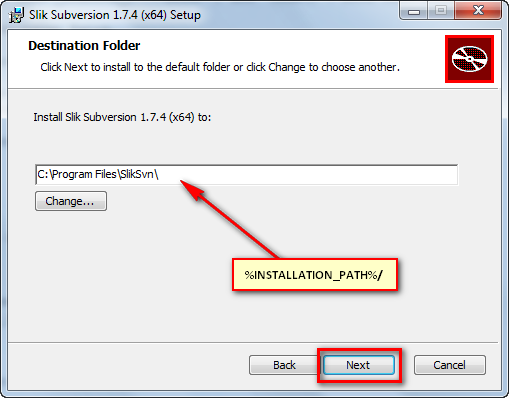 Slik Subversion 1.7.4 (x64) Setup
Destination Folder
Click Next to install to the default folder or click Change to choose another.
Install Slik Subversion 1.7.4 (x64) to:
C:\Program Files\SlikSvn\
Change...
%INSTALLATION_PATH%/
Back Next Cancel